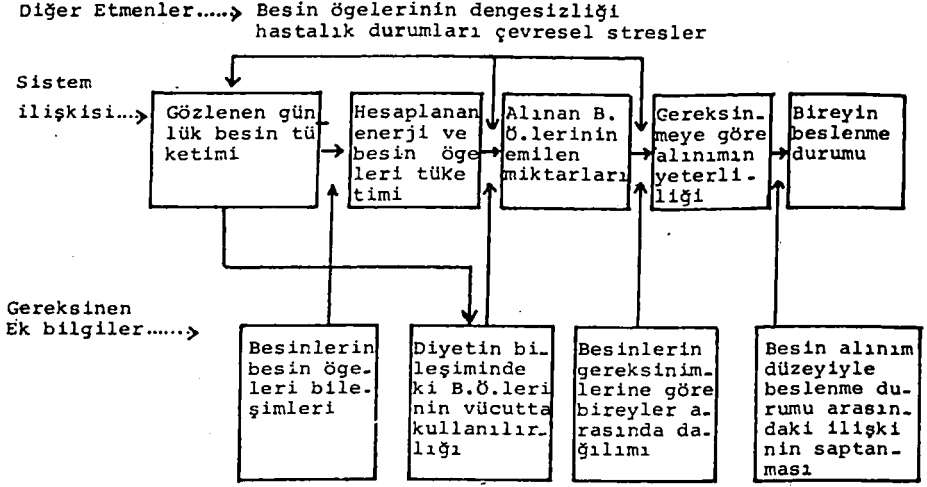 Diğer Etmenler.....> Besin ögelerinin dengesizliği
hastalık durumları çevresel stresler
Sistem
ilişkisi...>
Gözlenen gün
lük besin tü
ketimi
Hesaplanan
enerji ve
besin öge
leri tüke
timi
Alınan B.
Ö.lerinin
emilen
miktarları
Gereksin-
meye göre
alınımın
yeterli-
liği
Bireyin
beslenme
durumu
Gereksinen
Ek bilgiler......>
Besinlerin
besin öge-
leri bile-
şimleri
Diyetin bi-
leşiminde
ki B.Ö.leri
nin vücutta
kullanılır-
lığı
Besinlerin
gereksinim-
lerine göre
bireyler a-
rasında da-
ğılımı
Besin alınım
düzeyiyle
beslenme du-
rumu arasın-
daki ilişki
nin saptan-
ması